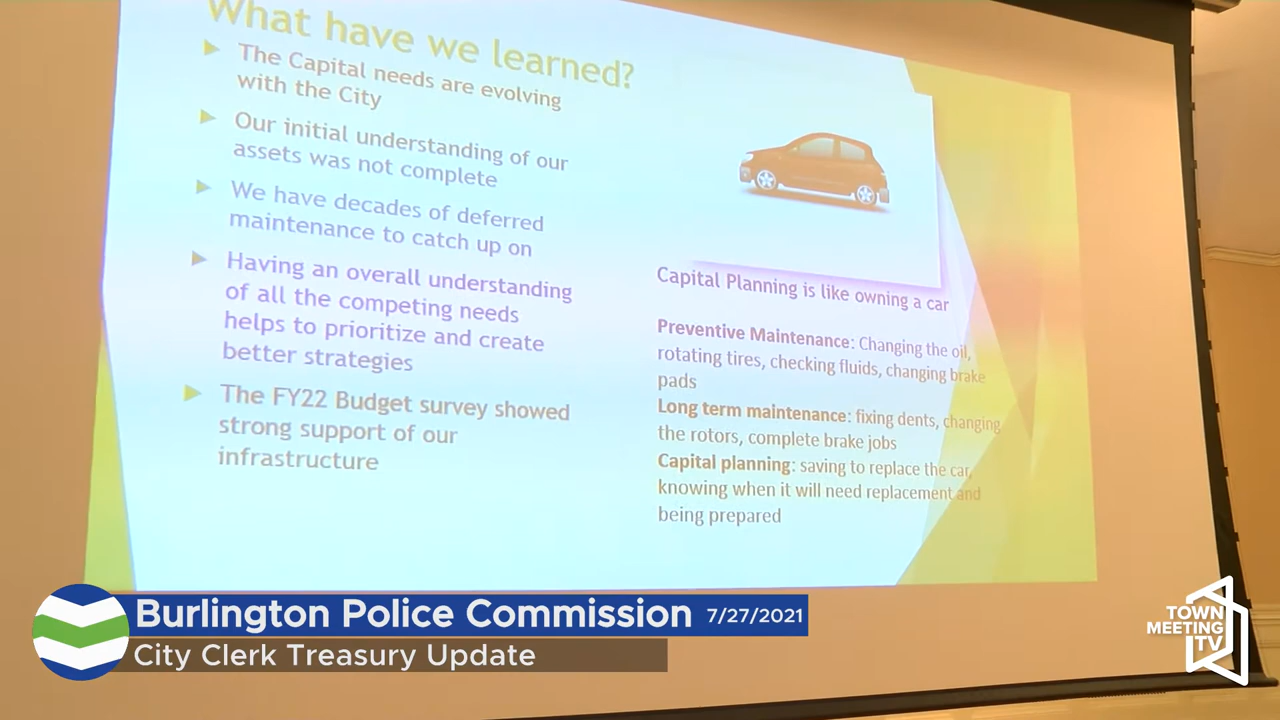 What have we learned?
The Capital needs are evolving
with the City
Our initial understanding of our
assets was not complete
We have decades of deferred
maintenance to catch up on
Having an overall understanding
of all the competing needs
helps to prioritize and create
better strategies
The FY22 Budget survey showed
strong support of our
infrastructure
Capital Planning is like owning a car
Preventive Maintenance: Changing the oil,
rotating tires, checking fluids, changing brake
pads
Long term maintenance: fixing dents, changing
the rotors, complete brake jobs
Capital planning: saving to replace the car,
knowing when it will need replacement and
being prepared
Burlington Police Commission 7/27/2021
City Clerk Treasury Update
TOWN
MEETING
TV